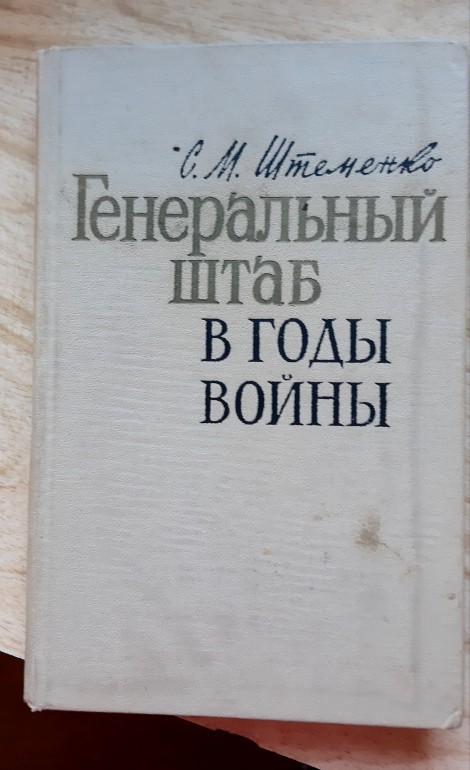 С. М. Штеменко
Генеральный
штаб
в годы
войны